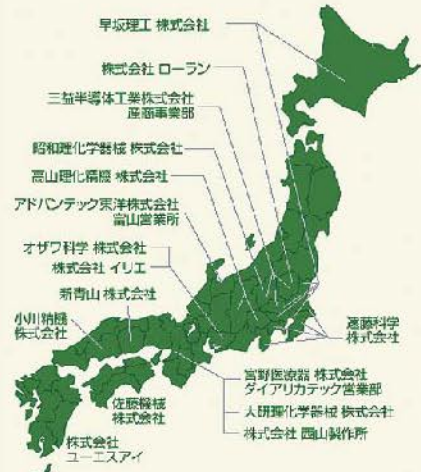 早坂理工 株式会社
株式会社 ローラン
三益半導体工業株式会社
産商事業部
昭和理化学器械 株式会社
高山理化精機 株式会社
アドバンテック東洋株式会社
富山営業所
オザワ科学 株式会社
株式会社 イリエ
新青山 株式会社
小川精機
株式会社
遠藤科学
株式会社
宮野医療器 株式会社
ダイアリカテック営業部
大研理化学器械 株式会社
株式会社 西山製作所
佐藤機械
株式会社
株式会社
ユーエスアイ